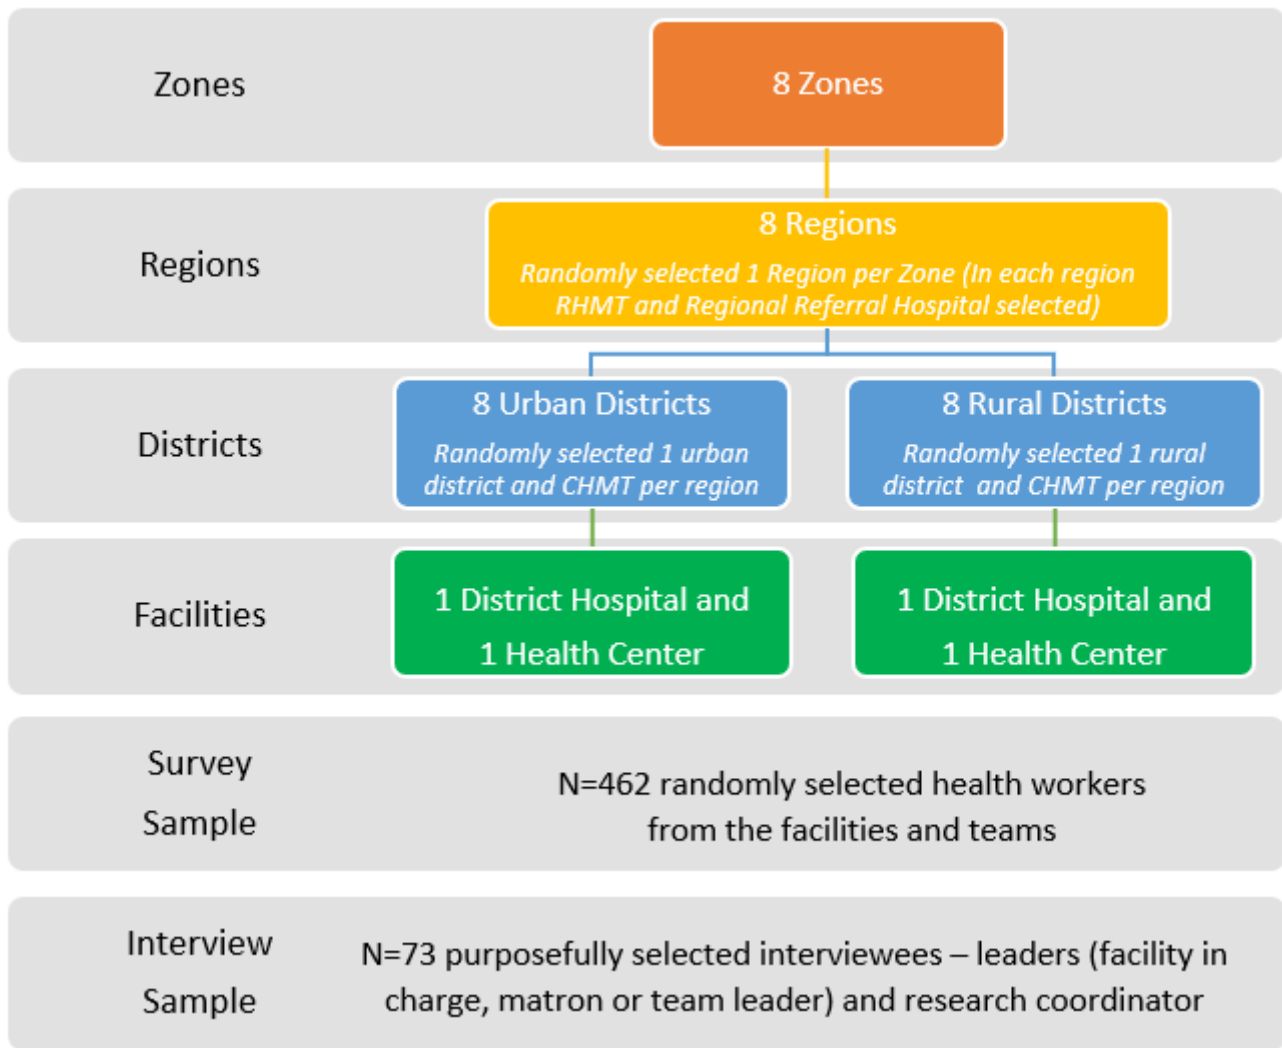 Zones
8 Zones
Regions
8 Regions
Randomly selected 1 Region per Zone (In each region
RHMT and Regional Referral Hospital selected)
Districts
8 Urban Districts
Randomly selected 1 urban
district and CHMT per region
8 Rural Districts
Randomly selected 1 rural
district and CHMT per region
Facilities
1 District Hospital and
1 Health Center
1 District Hospital and
1 Health Center
Survey
Sample
N=462 randomly selected health workers
from the facilities and teams
Interview
Sample
N=73 purposefully selected interviewees – leaders (facility in
charge, matron or team leader) and research coordinator